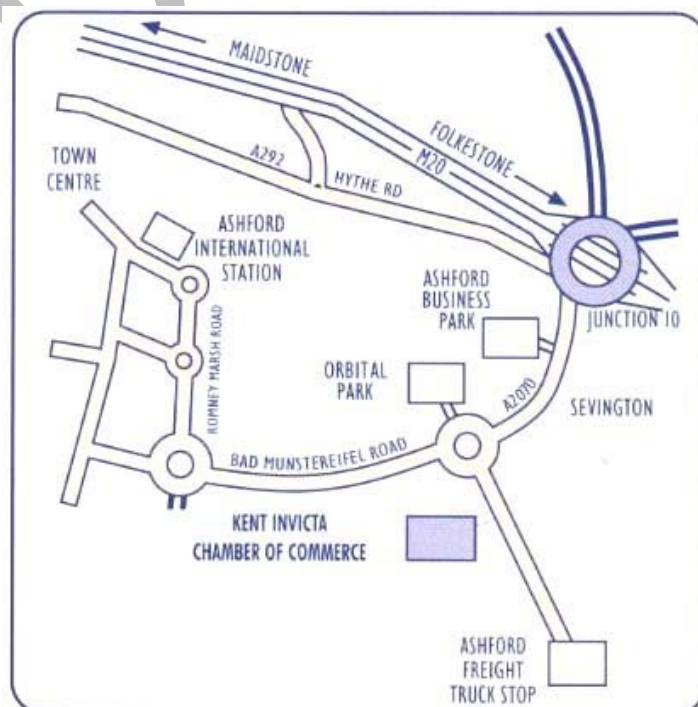 MAIDSTONE
FOLKESTONE
M20
A292
HYTHE RD
TOWN
CENTRE
ASHFORD
INTERNATIONAL
STATION
ASHFORD
BUSINESS
PARK
JUNCTION 10
ROMNEY MARSH ROAD
ORBITAL
PARK
A2070
SEVINGTON
BAD MUNSTEREIFEL ROAD
KENT INVICTA
CHAMBER OF COMMERCE
ASHFORD
FREIGHT
TRUCK STOP